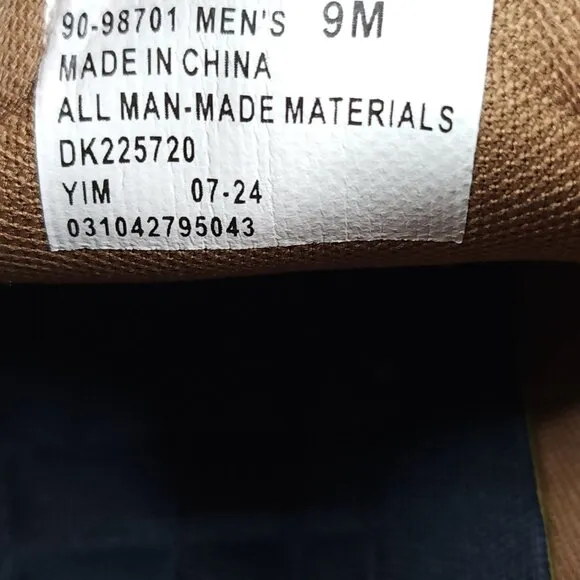 90-98701 MEN'S 9M
MADE IN CHINA
ALL MAN-MADE MATERIALS
DK225720
YIM 07-24
031042795043